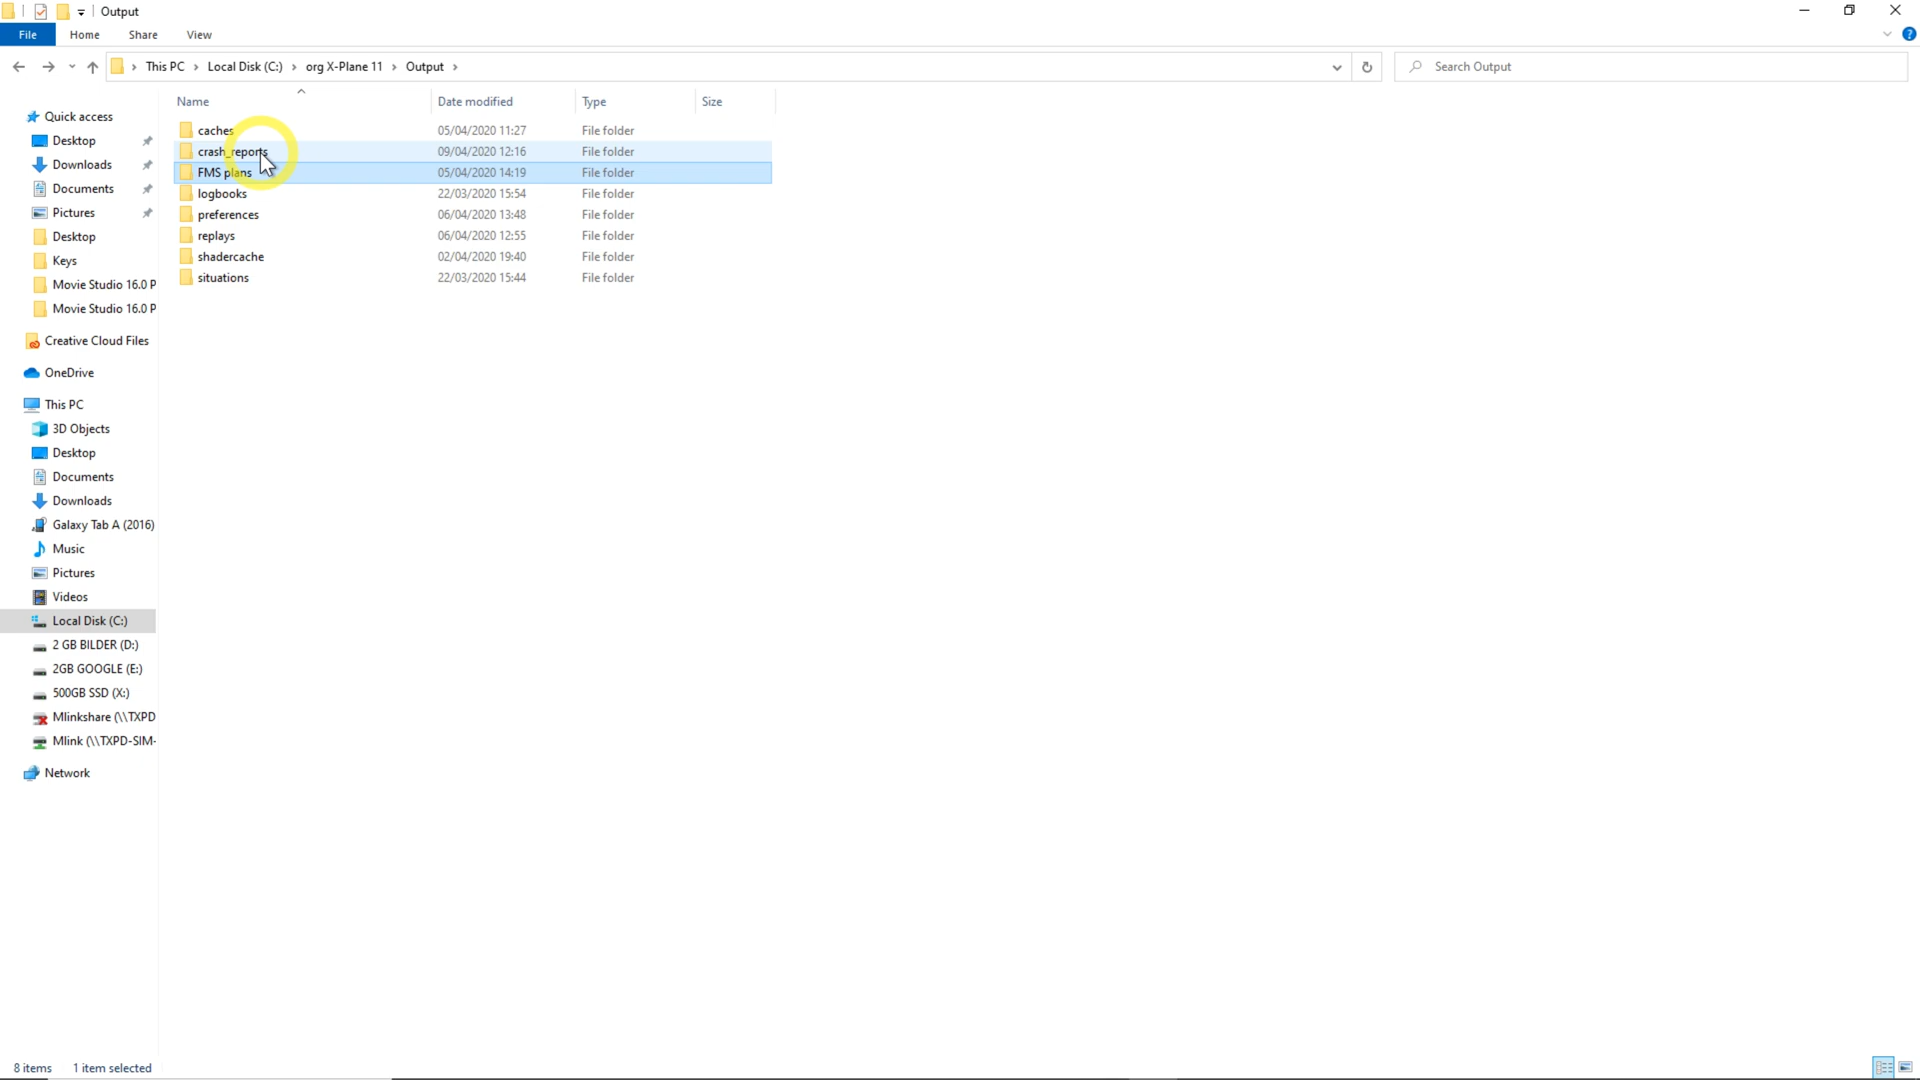 Output
File Home Share View
This PC Local Disk (C:) org X-Plane 11 Output
Search Output
Name Date modified Type Size
caches 05/04/2020 11:27 File folder
crash_reports 09/04/2020 12:16 File folder
FMS plans 05/04/2020 14:19 File folder
logbooks 22/03/2020 15:54 File folder
preferences 06/04/2020 13:48 File folder
replays 06/04/2020 12:55 File folder
shadercache 02/04/2020 19:40 File folder
situations 22/03/2020 15:44 File folder
Quick access
Desktop
Downloads
Documents
Pictures
Desktop
Keys
Movie Studio 16.0 P
Movie Studio 16.0 P
Creative Cloud Files
OneDrive
This PC
3D Objects
Desktop
Documents
Downloads
Galaxy Tab A (2016)
Music
Pictures
Videos
Local Disk (C:)
2 GB BILDER (D:)
2GB GOOGLE (E:)
500GB SSD (X:)
Mlinkshare (\\TXPD
Mlink (\\TXPD-SIM-
Network
8 items 1 item selected